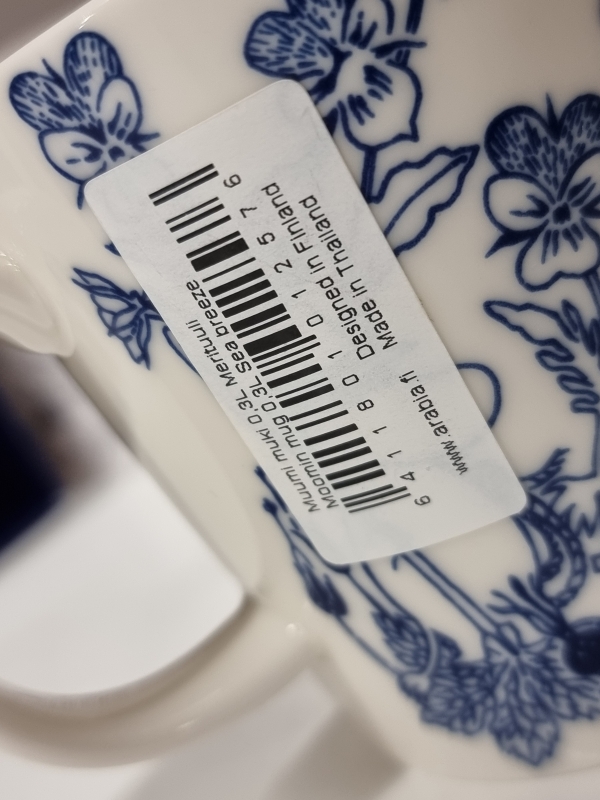 Muumi muki 0,3L Merituuli
Moomin mug 0,3L Sea breeze
6 411801 012576
Designed in Finland
Made in Thailand
www.arabia.fi